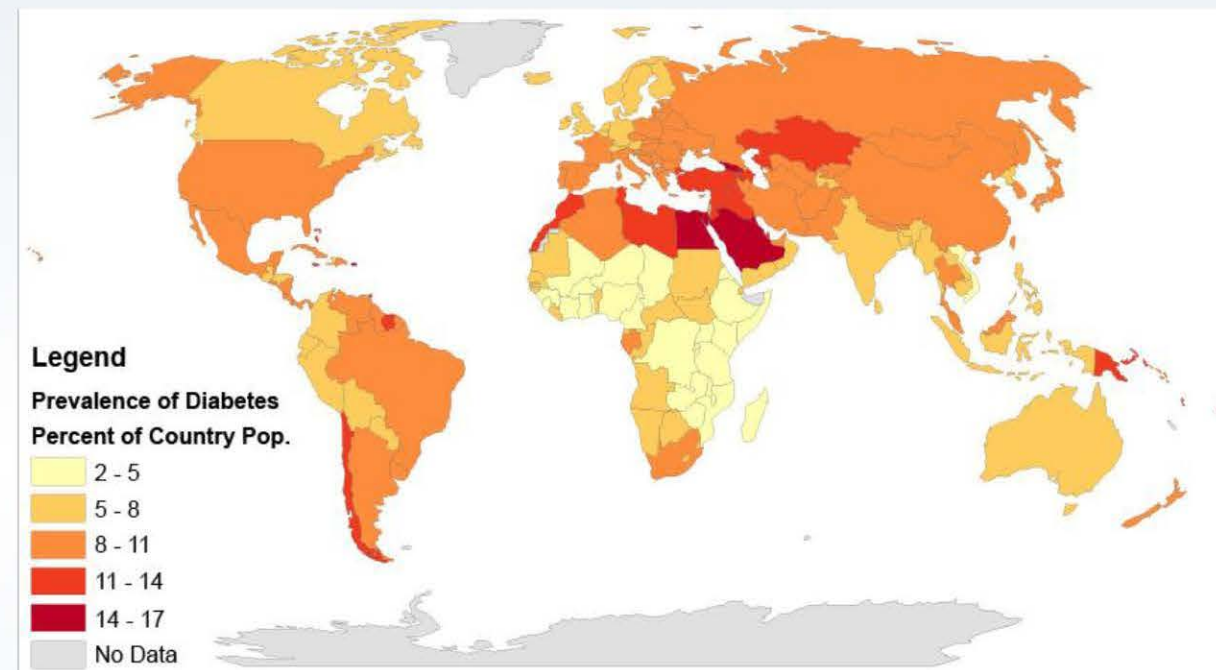 Legend
Prevalence of Diabetes
Percent of Country Pop.
2 - 5
5 - 8
8 - 11
11 - 14
14 - 17
No Data